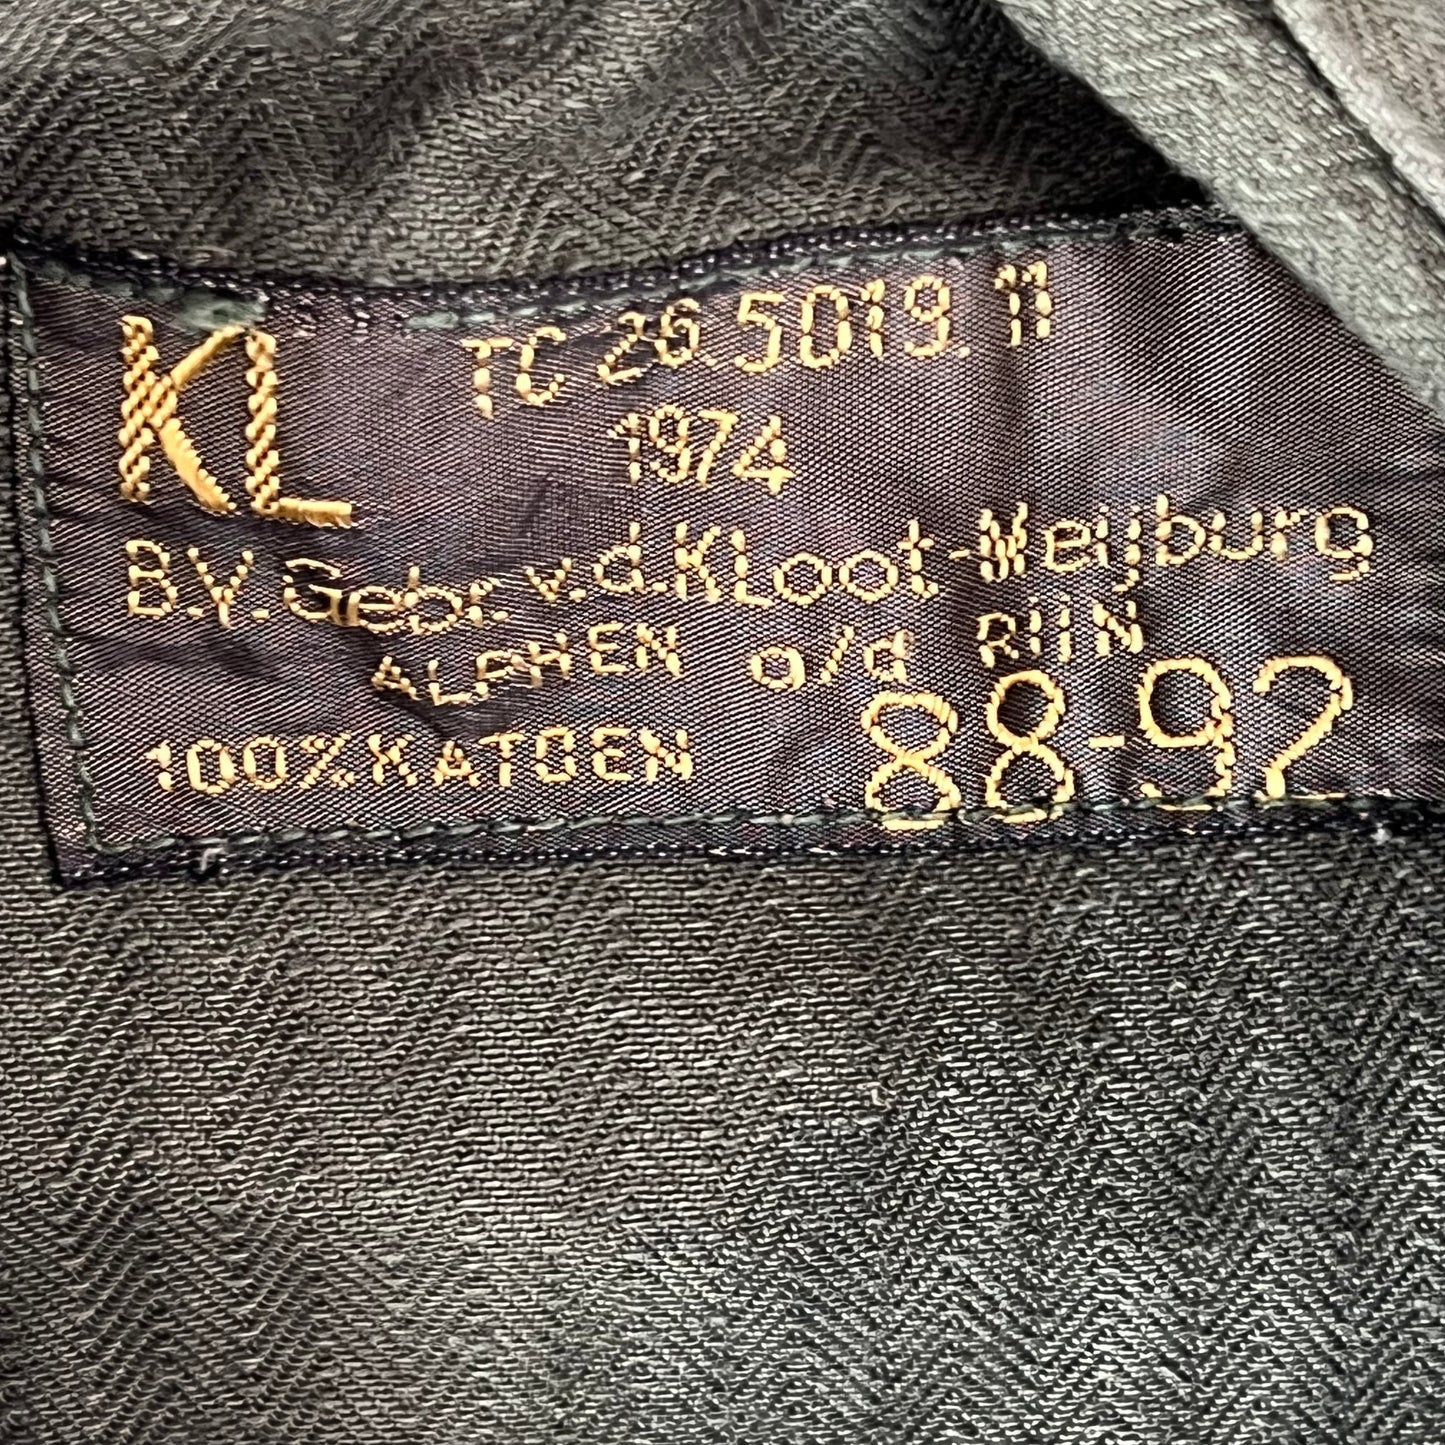 KL TC 26.5019.11
1974
B.V. Gebr. v.d. KLoot-Meijburg
ALPHEN o/d RIJN
100% KATOEN 88-92